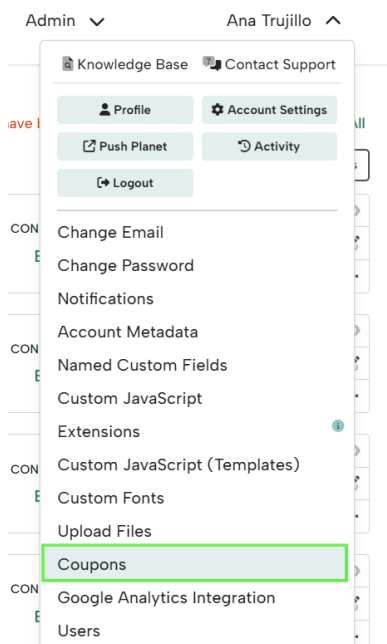 Admin
Ana Trujillo
Knowledge Base
Contact Support
Profile
Account Settings
Push Planet
Activity
Logout
Change Email
Change Password
Notifications
Account Metadata
Named Custom Fields
Custom JavaScript
Extensions
Custom JavaScript (Templates)
Custom Fonts
Upload Files
Coupons
Google Analytics Integration
Users